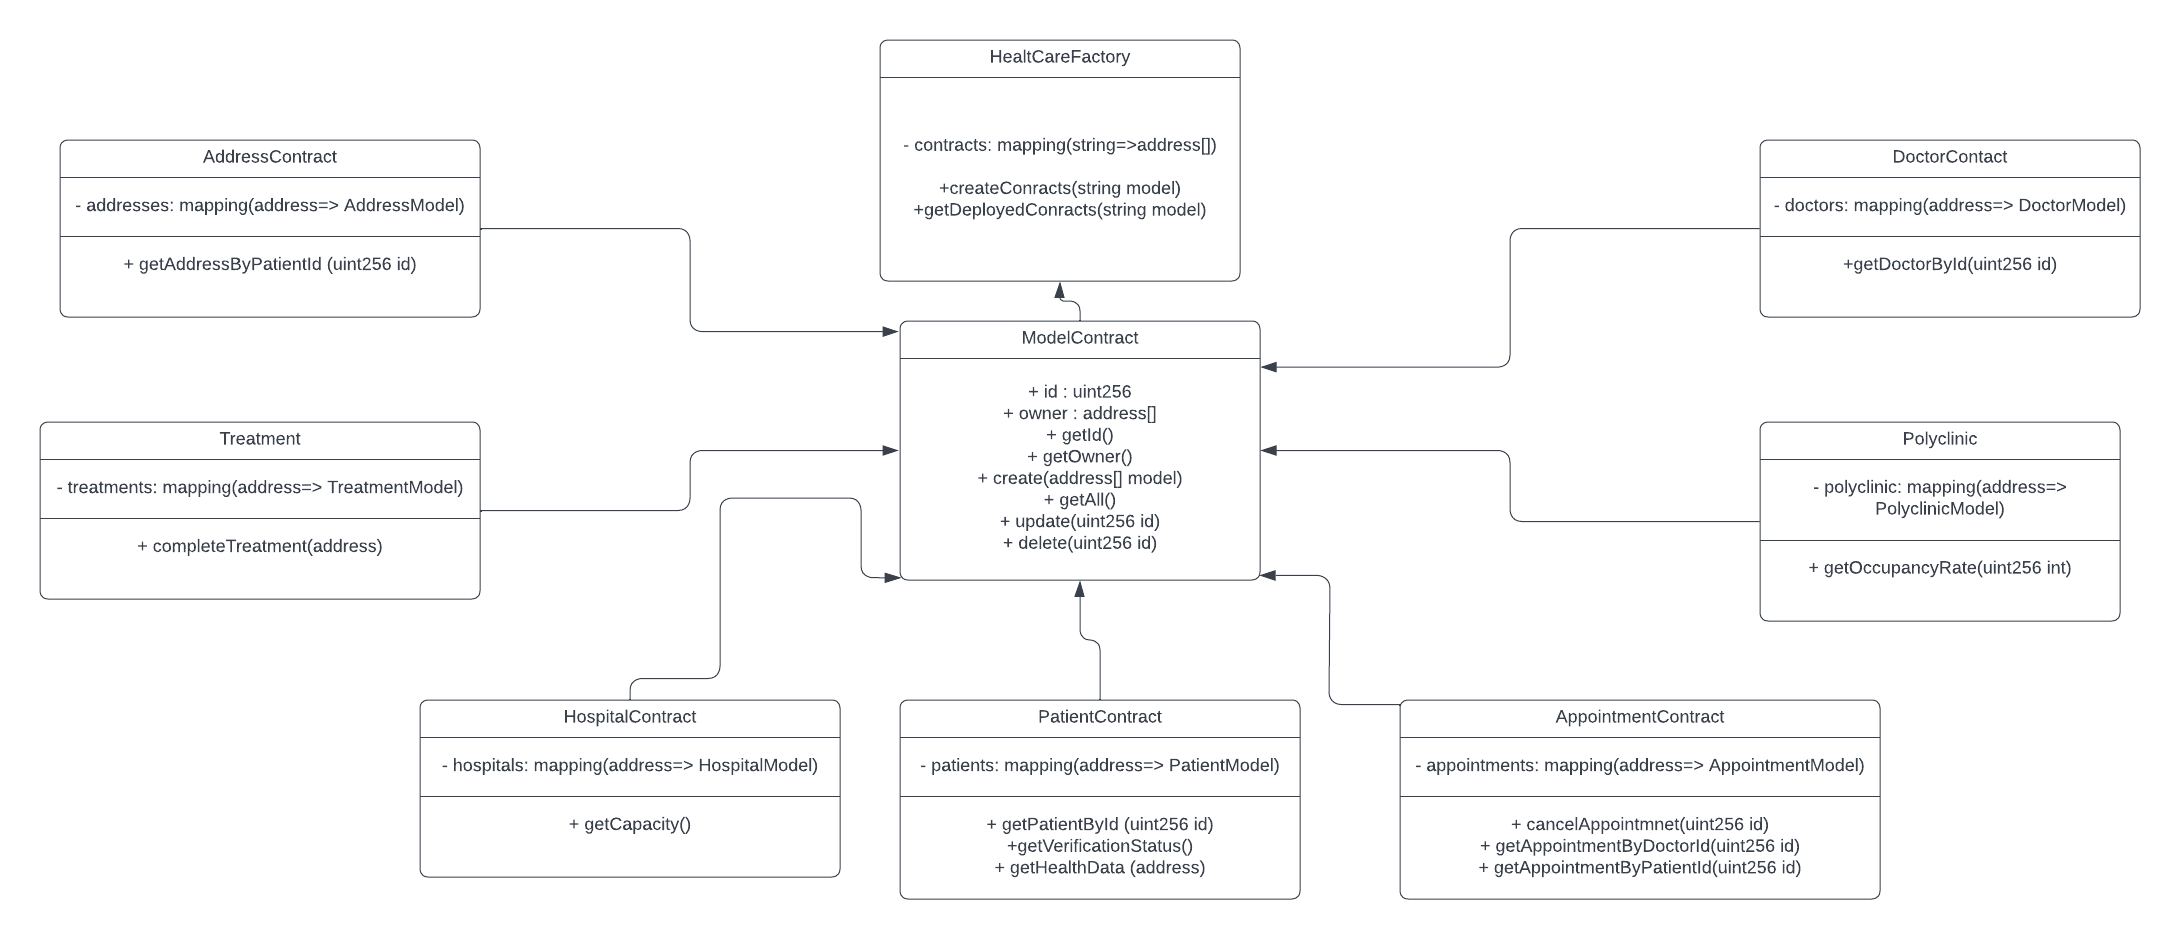 HealtCareFactory
- contracts: mapping(string=>address[])
+createConracts(string model)
+getDeployedConracts(string model)
AddressContract
- addresses: mapping(address=> AddressModel)
+ getAddressByPatientId (uint256 id)
DoctorContact
- doctors: mapping(address=> DoctorModel)
+getDoctorById(uint256 id)
ModelContract
+ id : uint256
+ owner : address[]
+ getId()
+ getOwner()
+ create(address[] model)
+ getAll()
+ update(uint256 id)
+ delete(uint256 id)
Treatment
- treatments: mapping(address=> TreatmentModel)
+ completeTreatment(address)
Polyclinic
- polyclinic: mapping(address=>
PolyclinicModel)
+ getOccupancyRate(uint256 int)
HospitalContract
- hospitals: mapping(address=> HospitalModel)
+ getCapacity()
PatientContract
- patients: mapping(address=> PatientModel)
+ getPatientById (uint256 id)
+getVerificationStatus()
+ getHealthData (address)
AppointmentContract
- appointments: mapping(address=> AppointmentModel)
+ cancelAppointmnet(uint256 id)
+ getAppointmentByDoctorId(uint256 id)
+ getAppointmentByPatientId(uint256 id)